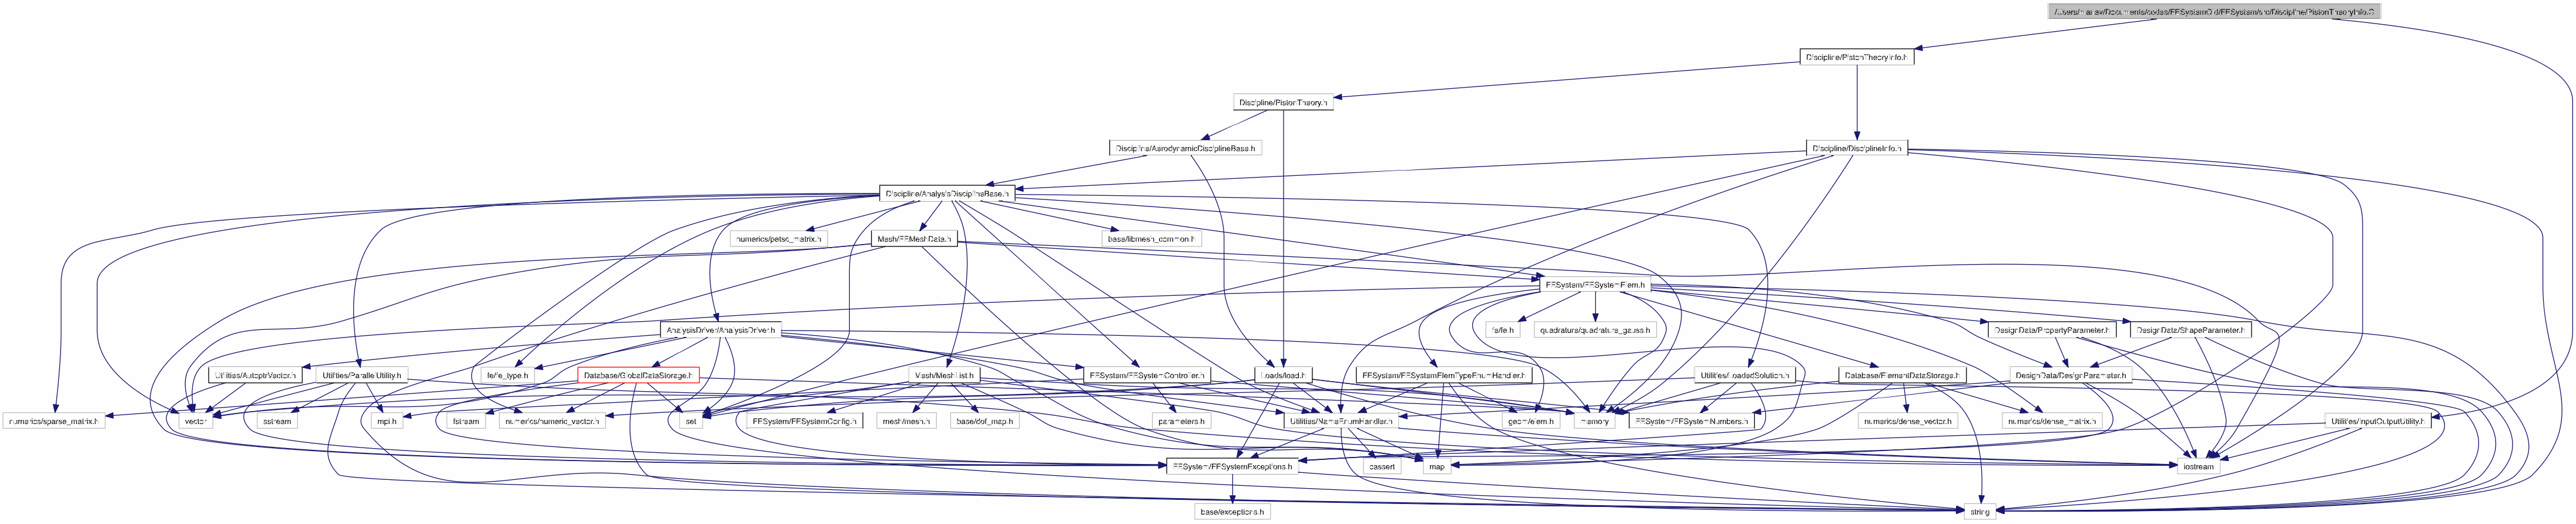 /Users/manav/Documents/codes/FESystemOld/FESystem/src/Discipline/PistonTheoryInfo.C
Discipline/PistonTheoryInfo.h
Discipline/PistonTheory.h
Discipline/AerodynamicDisciplineBase.h
Discipline/DisciplineInfo.h
Discipline/AnalysisDisciplineBase.h
numerics/petsc_matrix.h
Mesh/FEMeshData.h
base/libmesh_common.h
FESystem/FESystemElem.h
AnalysisDriver/AnalysisDriver.h
fe/fe.h
quadrature/quadrature_gauss.h
DesignData/PropertyParameter.h
DesignData/ShapeParameter.h
Utilities/AutoptrVector.h
Utilities/ParallelUtility.h
fe/fe_type.h
Database/GlobalDataStorage.h
Mesh/MeshList.h
FESystem/FESystemController.h
Loads/load.h
FESystem/FESystemElemTypeEnumHandler.h
Utilities/LoadedSolution.h
Database/ElementDataStorage.h
DesignData/DesignParameter.h
numerics/sparse_matrix.h
vector
sstream
mpi.h
fstream
numerics/numeric_vector.h
set
FESystem/FESystemConfig.h
mesh/mesh.h
base/dof_map.h
parameters.h
Utilities/NameEnumHandler.h
geom/elem.h
memory
FESystem/FESystemNumbers.h
numerics/dense_vector.h
numerics/dense_matrix.h
Utilities/InputOutputUtility.h
FESystem/FESystemExceptions.h
cassert
map
iostream
base/exceptions.h
string